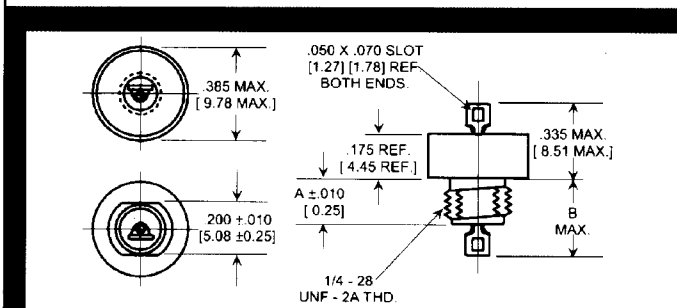 .050 X .070 SLOT
[1.27] [1.78] REF.
BOTH ENDS.
.385 MAX.
[ 9.78 MAX.]
.175 REF.
[ 4.45 REF.]
.335 MAX.
[ 8.51 MAX.]
A ±.010
[ 0.25]
.200 ±.010
[5.08 ±0.25]
B
MAX.
1/4 - 28
UNF - 2A THD.